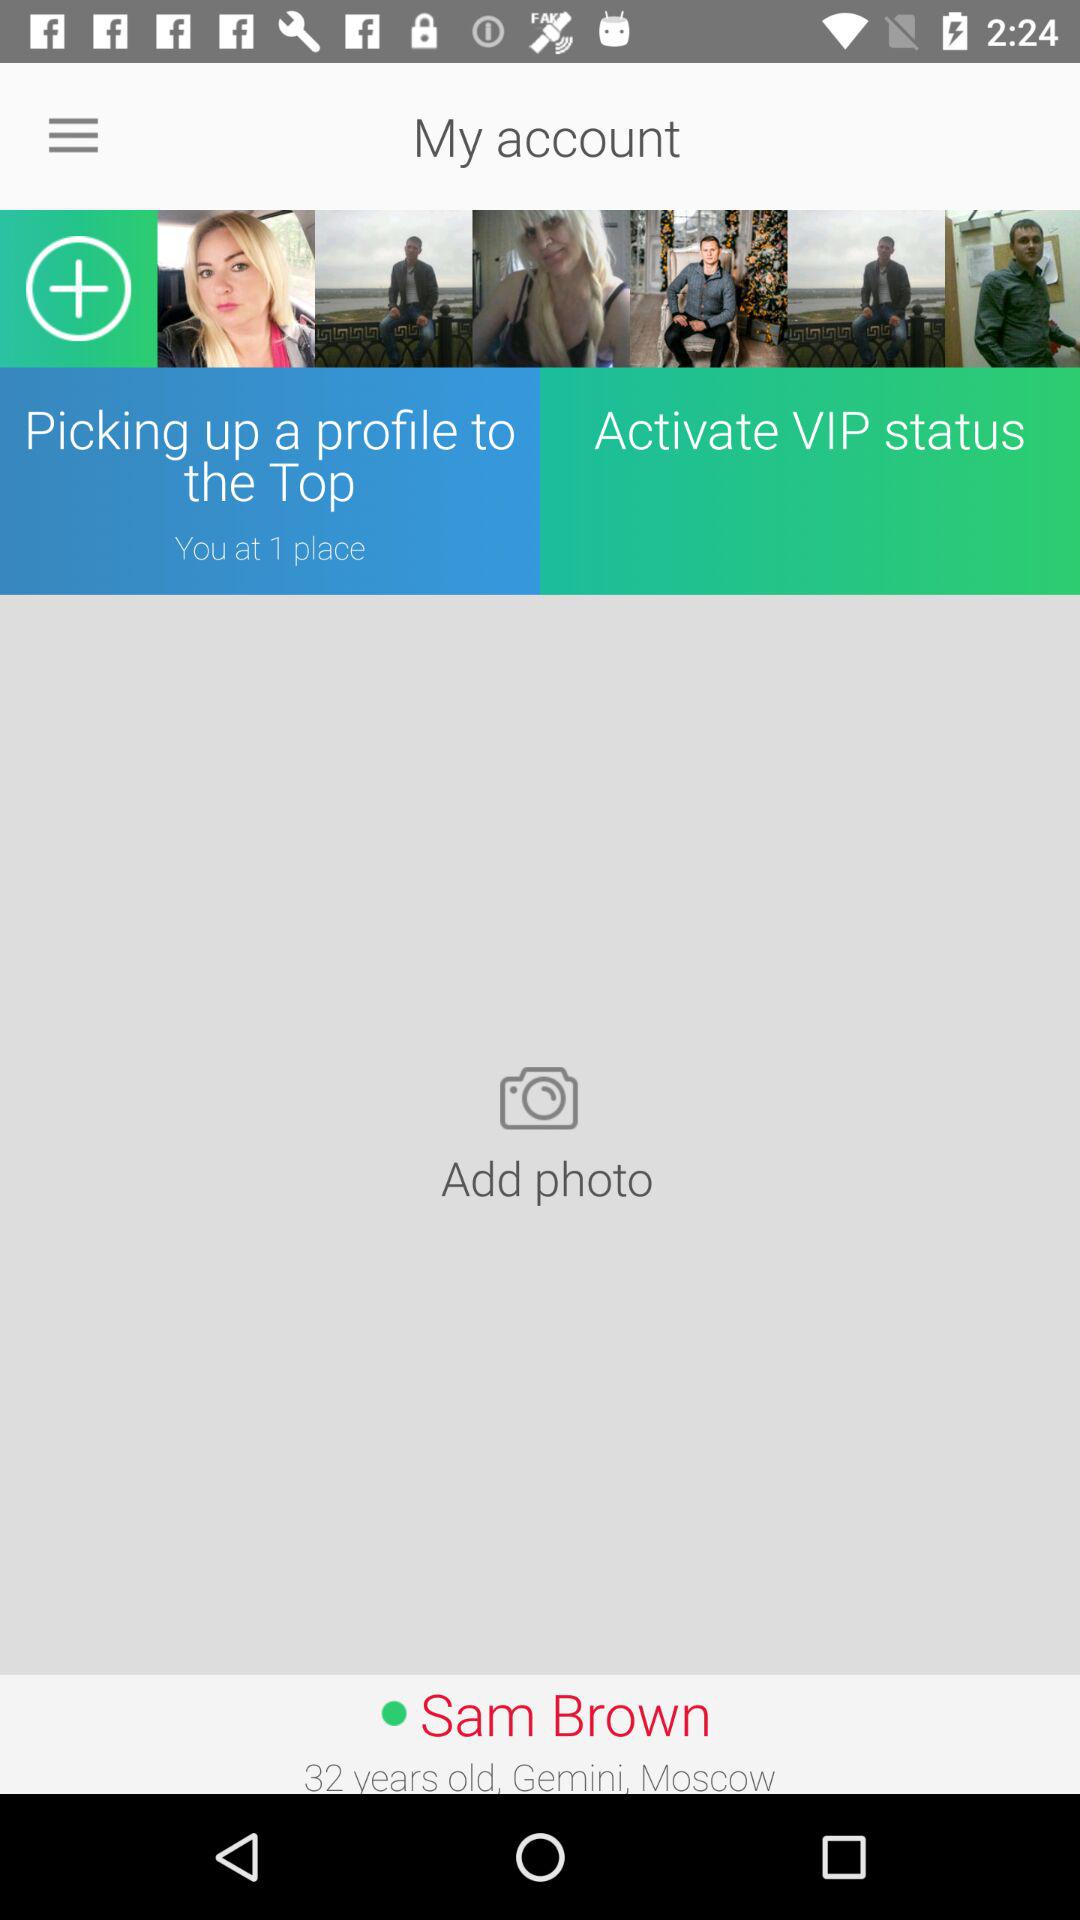 FAKE
2:24
My account
Picking up a profile to
the Top
You at 1 place
Activate VIP status
Add photo
Sam Brown
32 years old, Gemini, Moscow